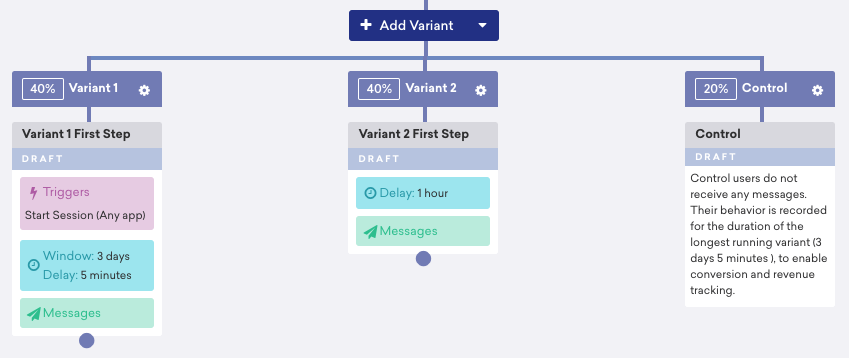 Add Variant
40% Variant 1
40% Variant 2
20% Control
Variant 1 First Step
DRAFT
Triggers
Start Session (Any app)
Window: 3 days
Delay: 5 minutes
Messages
Variant 2 First Step
DRAFT
Delay: 1 hour
Messages
Control
DRAFT
Control users do not
receive any messages.
Their behavior is recorded
for the duration of the
longest running variant (3
days 5 minutes ), to enable
conversion and revenue
tracking.